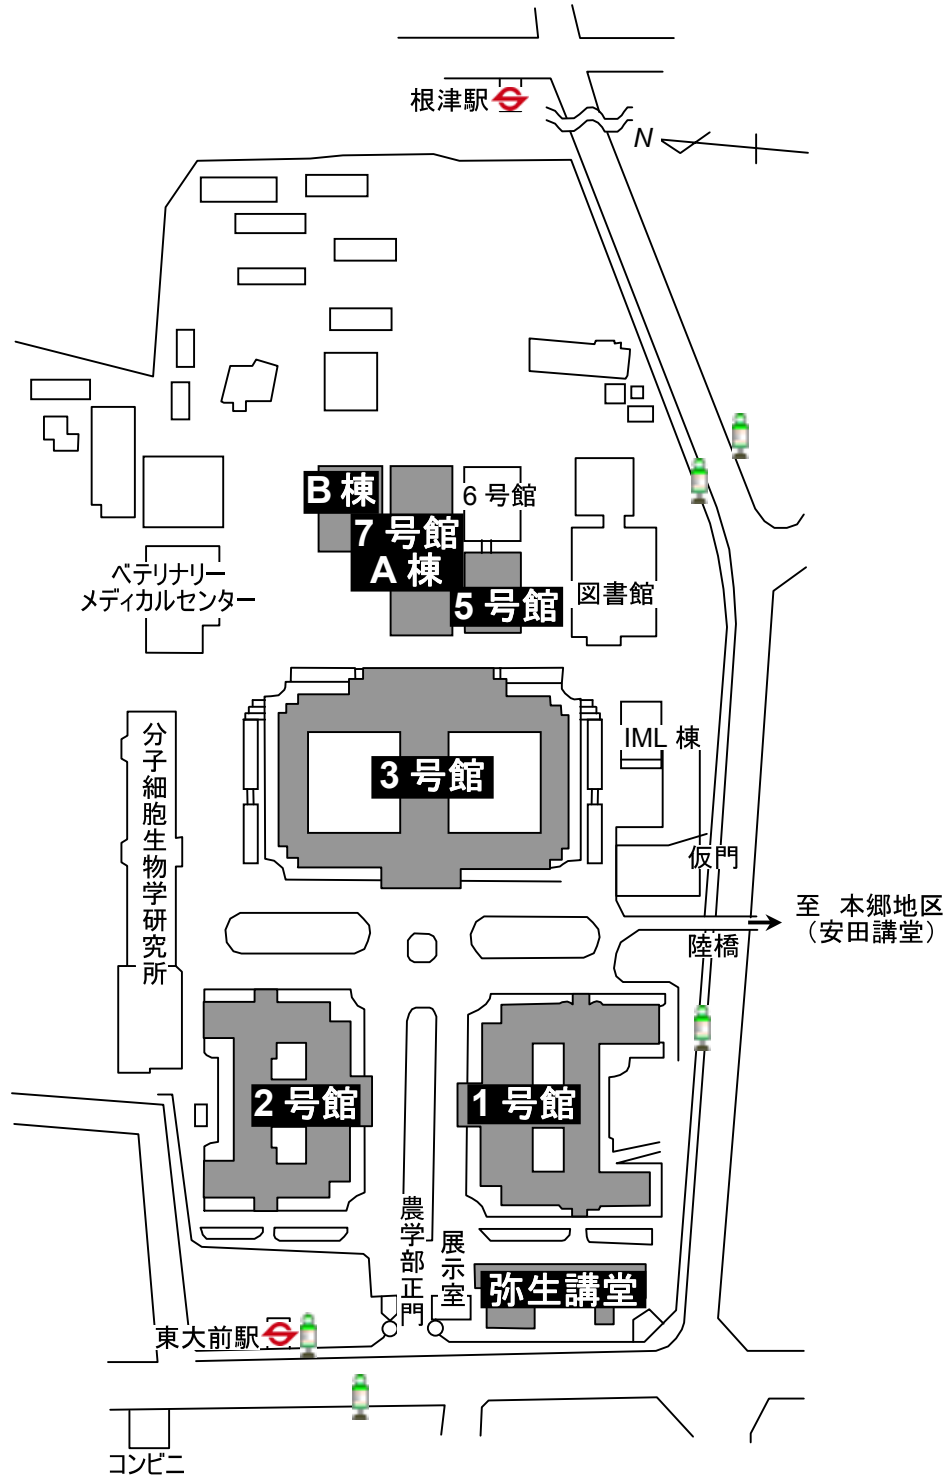 根津駅
N
B 棟
6 号館
7 号館
A 棟
5 号館
図書館
ベテリナリー
メディカルセンター
IML 棟
分子細胞生物学研究所
3 号館
仮門
至 本郷地区
（安田講堂）
陸橋
2 号館
1 号館
農学部正門
展示室
弥生講堂
東大前駅
コンビニ